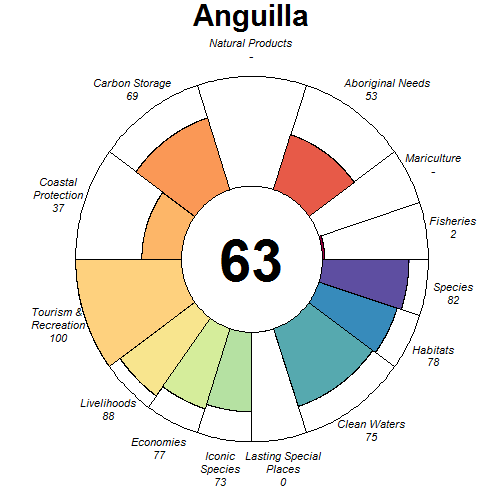 Anguilla
Natural Products
-
Carbon Storage
69
Aboriginal Needs
53
Mariculture
-
Coastal
Protection
37
Fisheries
2
63
Species
82
Tourism &
Recreation
100
Habitats
78
Livelihoods
88
Clean Waters
75
Economies
77
Iconic
Species
73
Lasting Special
Places
0